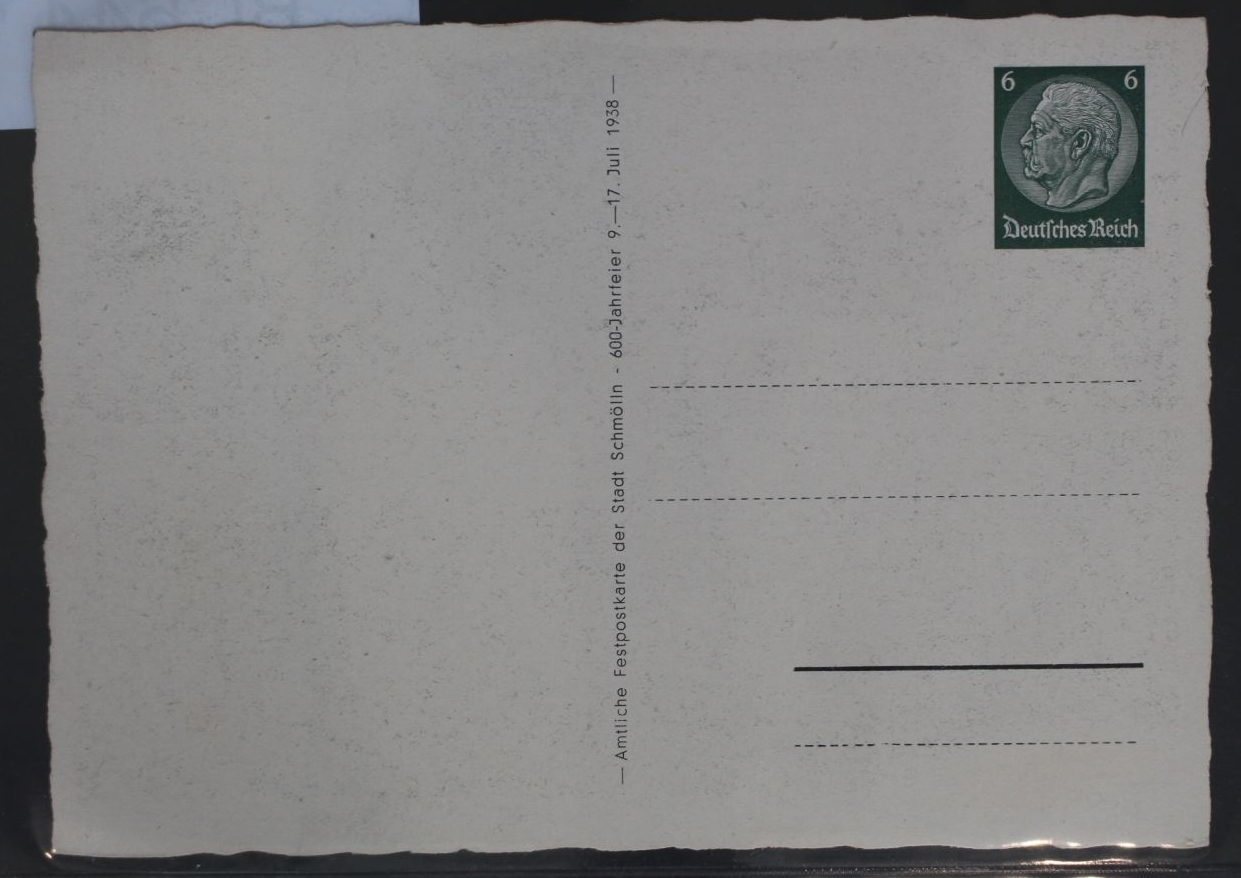 6 6
Deutſches Reich
— Amtliche Festpostkarte der Stadt Schmölln - 600-Jahrfeier 9.—17. Juli 1938 —